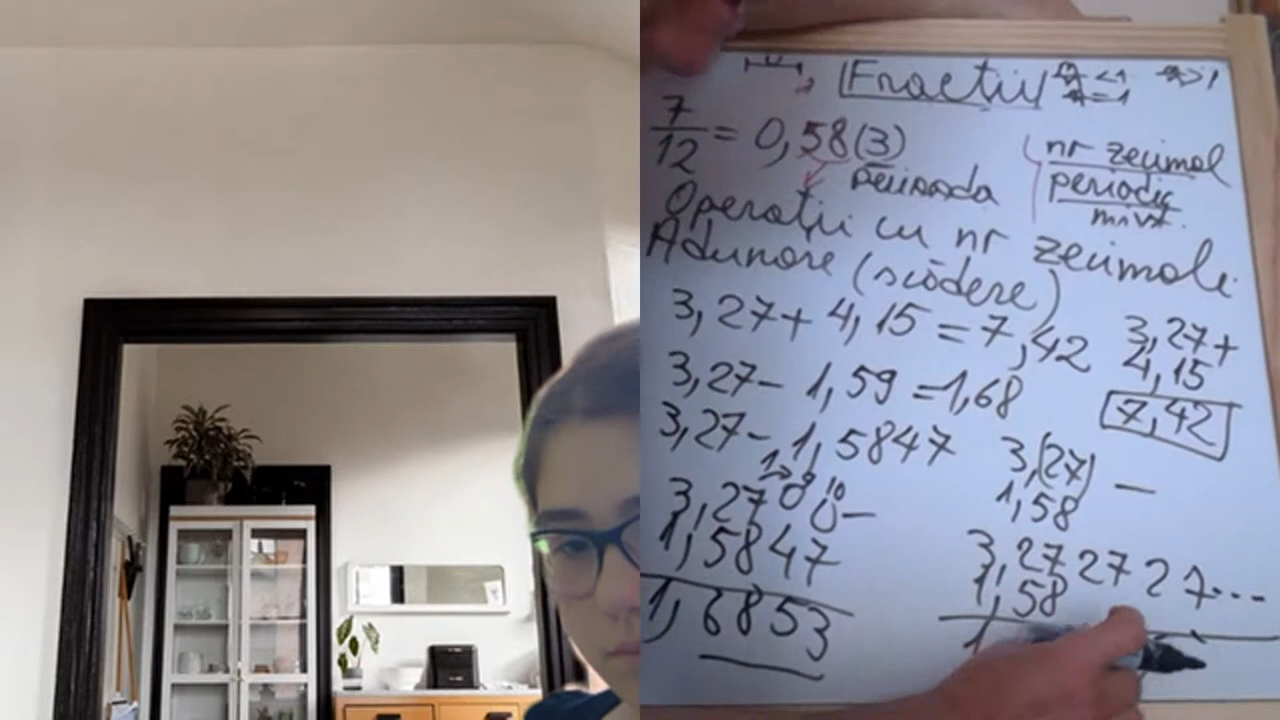 Fracții
7/12 = 0,58(3)
perioada
nr zecimal
periodic
mixt.
Operații cu nr zecimale
Adunare (scădere)
3,27+ 4,15 = 7,42
3,27+
4,15
7,42
3,27- 1,59 =1,68
3,27- 1,5847
3,2700-
1,5847
1,6853
3,(27) -
1,58
3,272727...
1,58
1,